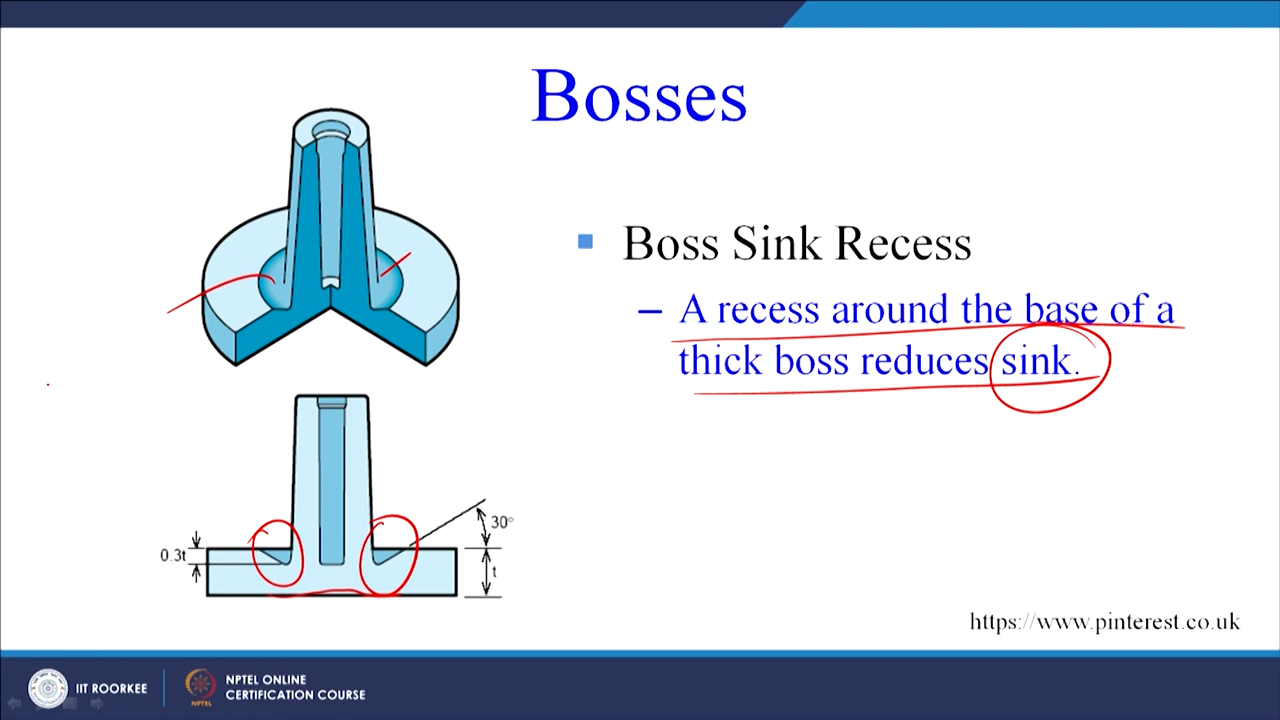 Bosses
Boss Sink Recess
– A recess around the base of a
thick boss reduces sink.
30°
0.3t
t
https://www.pinterest.co.uk
IIT ROORKEE
NPTEL
NPTEL ONLINE
CERTIFICATION COURSE